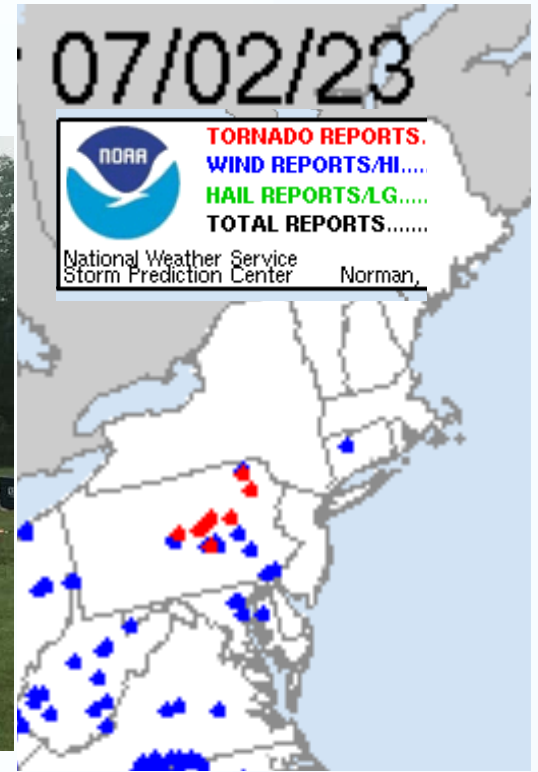 07/02/23
NOAA
TORNADO REPORTS.
WIND REPORTS/HI.....
HAIL REPORTS/LG.....
TOTAL REPORTS.......
National Weather Service
Storm Prediction Center Norman,